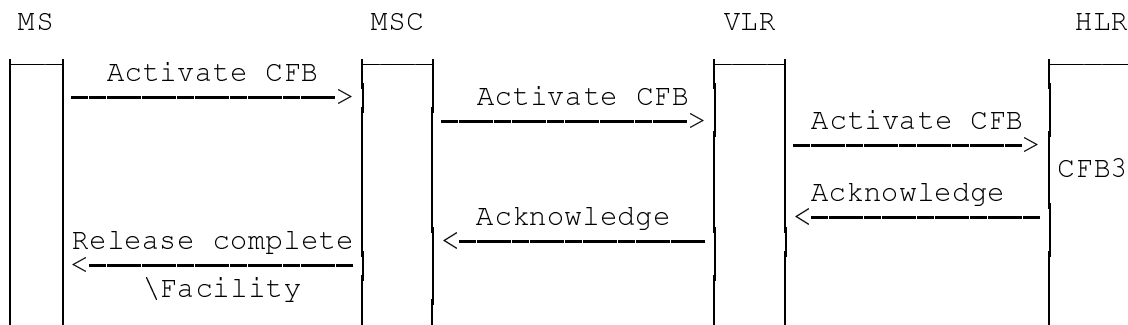 MS MSC VLR HLR
Activate CFB
Activate CFB
Activate CFB
CFB3
Acknowledge
Acknowledge
Release complete
\Facility